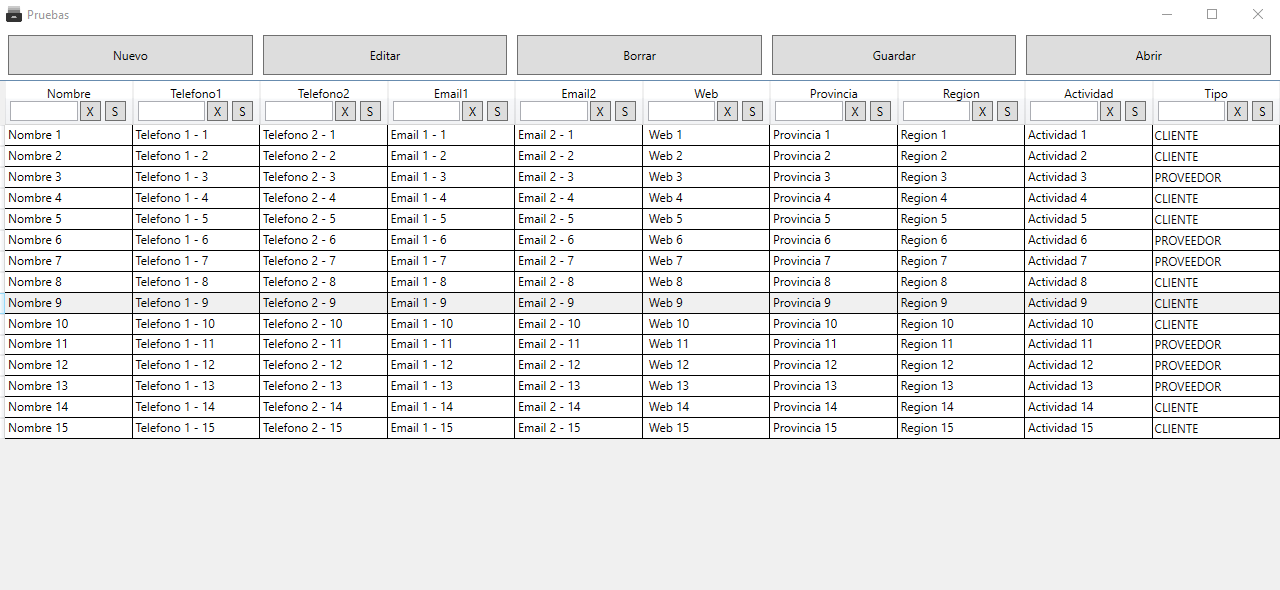 Pruebas
Nuevo Editar Borrar Guardar Abrir
Nombre Telefono1 Telefono2 Email1 Email2 Web Provincia Region Actividad Tipo
X S X S X S X S X S X S X S X S X S X S
Nombre 1 Telefono 1 - 1 Telefono 2 - 1 Email 1 - 1 Email 2 - 1 Web 1 Provincia 1 Region 1 Actividad 1 CLIENTE
Nombre 2 Telefono 1 - 2 Telefono 2 - 2 Email 1 - 2 Email 2 - 2 Web 2 Provincia 2 Region 2 Actividad 2 CLIENTE
Nombre 3 Telefono 1 - 3 Telefono 2 - 3 Email 1 - 3 Email 2 - 3 Web 3 Provincia 3 Region 3 Actividad 3 PROVEEDOR
Nombre 4 Telefono 1 - 4 Telefono 2 - 4 Email 1 - 4 Email 2 - 4 Web 4 Provincia 4 Region 4 Actividad 4 CLIENTE
Nombre 5 Telefono 1 - 5 Telefono 2 - 5 Email 1 - 5 Email 2 - 5 Web 5 Provincia 5 Region 5 Actividad 5 CLIENTE
Nombre 6 Telefono 1 - 6 Telefono 2 - 6 Email 1 - 6 Email 2 - 6 Web 6 Provincia 6 Region 6 Actividad 6 PROVEEDOR
Nombre 7 Telefono 1 - 7 Telefono 2 - 7 Email 1 - 7 Email 2 - 7 Web 7 Provincia 7 Region 7 Actividad 7 PROVEEDOR
Nombre 8 Telefono 1 - 8 Telefono 2 - 8 Email 1 - 8 Email 2 - 8 Web 8 Provincia 8 Region 8 Actividad 8 CLIENTE
Nombre 9 Telefono 1 - 9 Telefono 2 - 9 Email 1 - 9 Email 2 - 9 Web 9 Provincia 9 Region 9 Actividad 9 CLIENTE
Nombre 10 Telefono 1 - 10 Telefono 2 - 10 Email 1 - 10 Email 2 - 10 Web 10 Provincia 10 Region 10 Actividad 10 CLIENTE
Nombre 11 Telefono 1 - 11 Telefono 2 - 11 Email 1 - 11 Email 2 - 11 Web 11 Provincia 11 Region 11 Actividad 11 PROVEEDOR
Nombre 12 Telefono 1 - 12 Telefono 2 - 12 Email 1 - 12 Email 2 - 12 Web 12 Provincia 12 Region 12 Actividad 12 PROVEEDOR
Nombre 13 Telefono 1 - 13 Telefono 2 - 13 Email 1 - 13 Email 2 - 13 Web 13 Provincia 13 Region 13 Actividad 13 PROVEEDOR
Nombre 14 Telefono 1 - 14 Telefono 2 - 14 Email 1 - 14 Email 2 - 14 Web 14 Provincia 14 Region 14 Actividad 14 CLIENTE
Nombre 15 Telefono 1 - 15 Telefono 2 - 15 Email 1 - 15 Email 2 - 15 Web 15 Provincia 15 Region 15 Actividad 15 CLIENTE